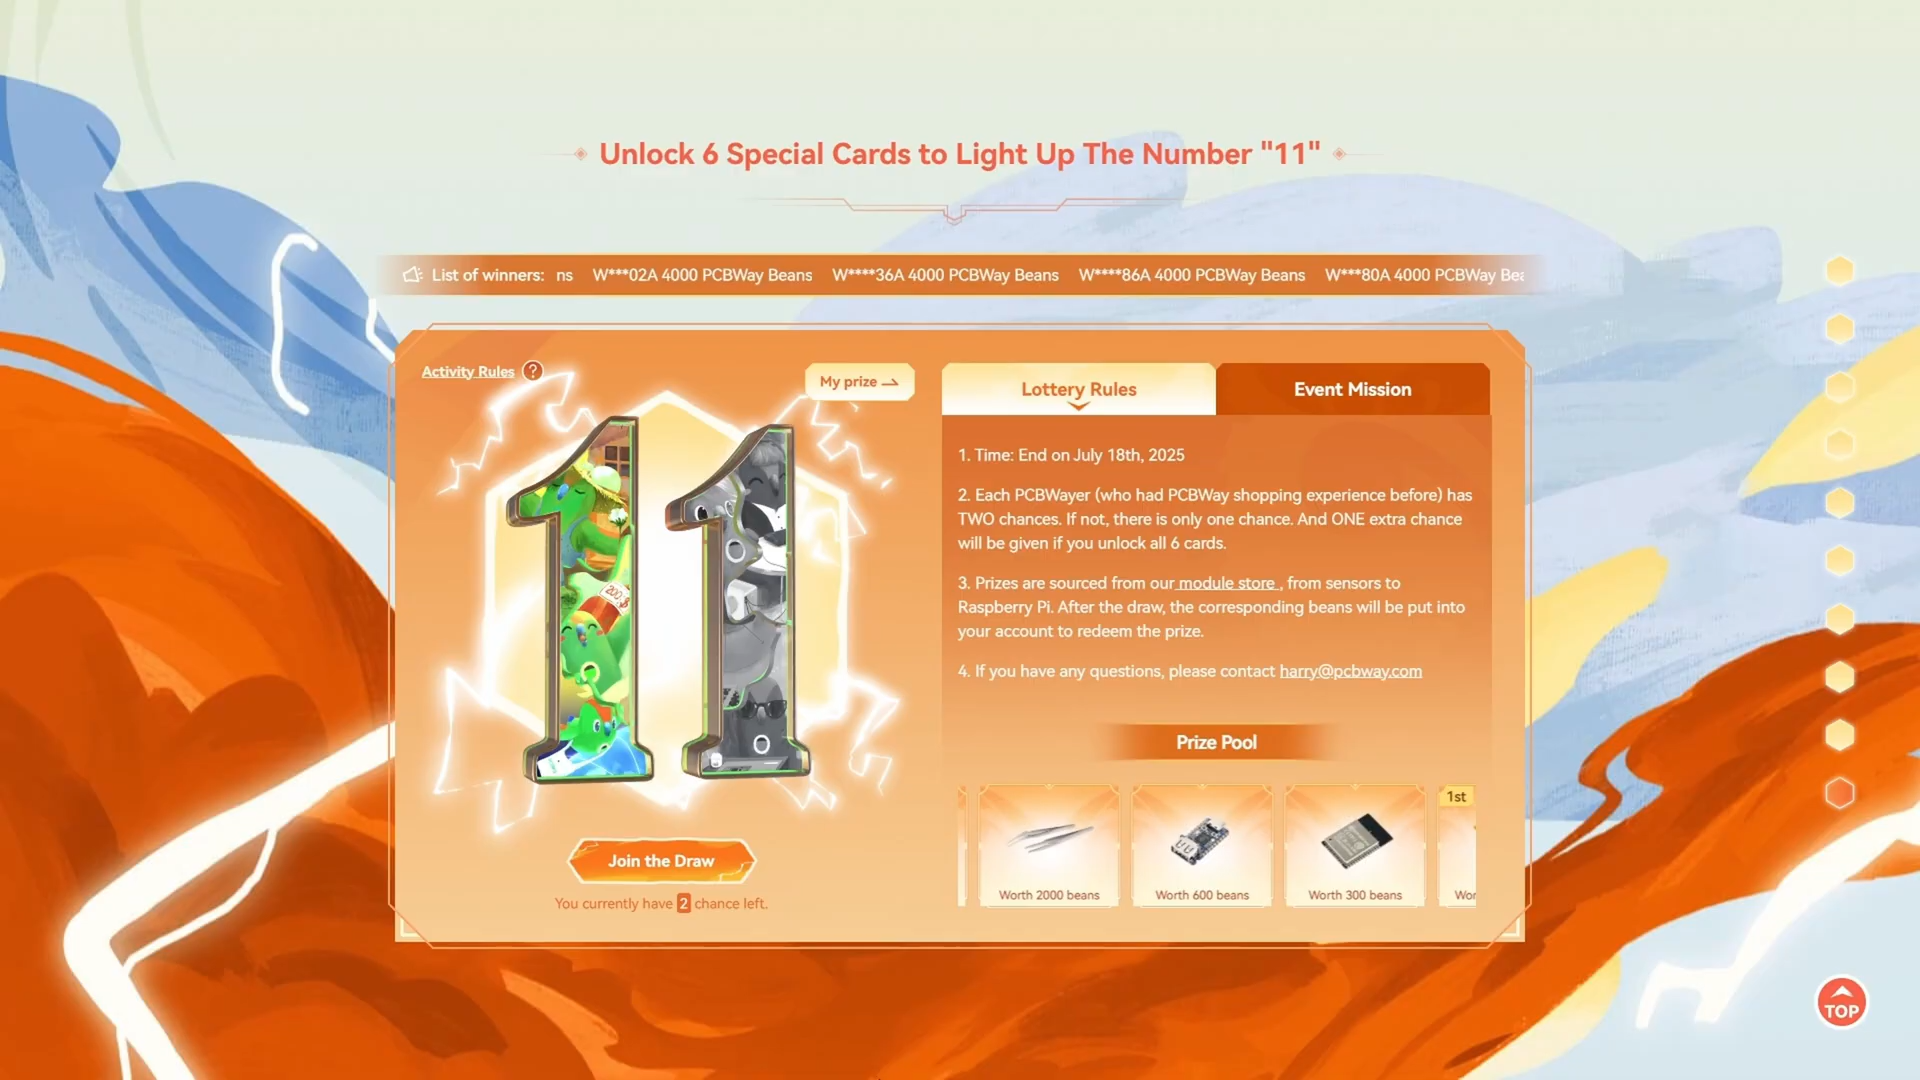 Unlock 6 Special Cards to Light Up The Number "11"
List of winners: ns W***02A 4000 PCBWay Beans W****36A 4000 PCBWay Beans W****86A 4000 PCBWay Beans W***80A 4000 PCBWay Bea
Activity Rules ?
My prize
Lottery Rules
Event Mission
1. Time: End on July 18th, 2025
2. Each PCBWayer (who had PCBWay shopping experience before) has
TWO chances. If not, there is only one chance. And ONE extra chance
will be given if you unlock all 6 cards.
3. Prizes are sourced from our module store , from sensors to
Raspberry Pi. After the draw, the corresponding beans will be put into
your account to redeem the prize.
4. If you have any questions, please contact harry@pcbway.com
200$
Prize Pool
1st
Worth 2000 beans
Worth 600 beans
Worth 300 beans
Wor
Join the Draw
You currently have 2 chance left.
TOP